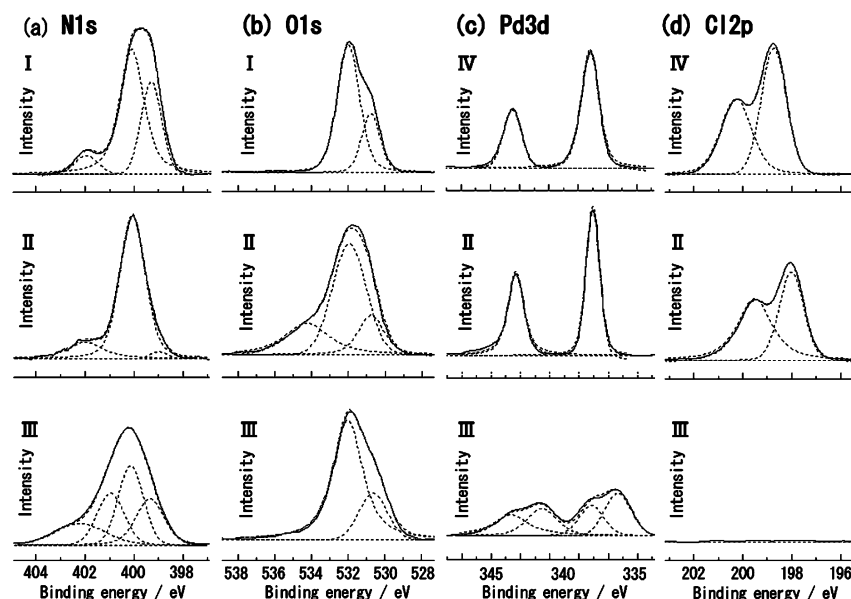 (a) N1s
(b) O1s
(c) Pd3d
(d) Cl2p
Ⅰ
Ⅰ
Ⅳ
Ⅳ
Intensity
Intensity
Intensity
Intensity
Ⅱ
Ⅱ
Ⅱ
Ⅱ
Intensity
Intensity
Intensity
Intensity
Ⅲ
Ⅲ
Ⅲ
Ⅲ
Intensity
Intensity
Intensity
Intensity
404 402 400 398
538 536 534 532 530 528
345 340 335
202 200 198 196
Binding energy / eV
Binding energy / eV
Binding energy / eV
Binding energy / eV